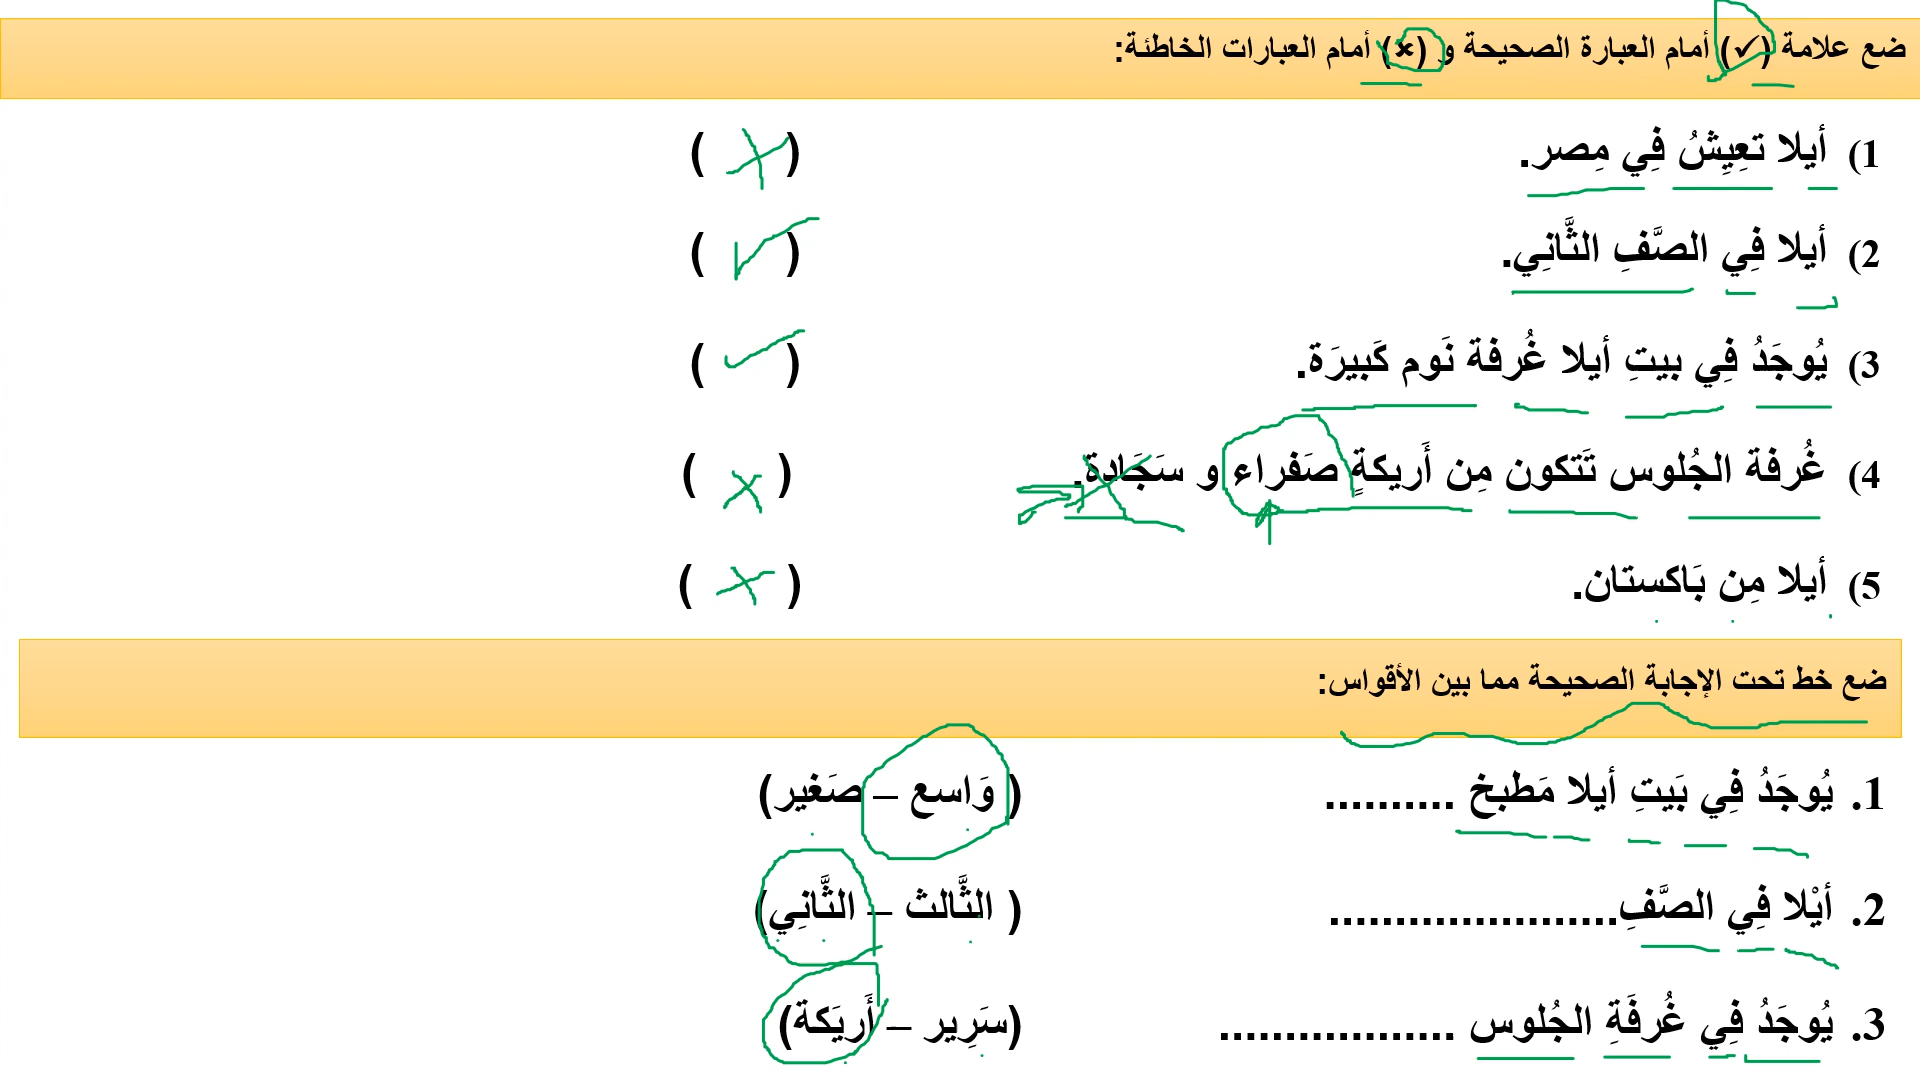 ضع علامة (✓) أمام العبارة الصحيحة و (×) أمام العبارات الخاطئة:
1) أيلا تعِيِشُ فِي مِصر. ( × )
2) أيلا فِي الصَّفِ الثَّانِي. ( ✓ )
3) يُوجَدُ فِي بيتِ أيلا غُرفة نَوم كَبيرَة. ( ✓ )
4) غُرفة الجُلوس تَتكون مِن أَريكةٍ صَفراء و سَجَادة. ( × )
5) أيلا مِن بَاكستان. ( × )
ضع خط تحت الإجابة الصحيحة مما بين الأقواس:
1. يُوجَدُ فِي بَيتِ أيلا مَطبخ .......... ( وَاسع – صَغير)
2. أيْلا فِي الصَّفِ...................... ( الثَّالث – الثَّانِي)
3. يُوجَدُ فِي غُرفَةِ الجُلوس .................. (سَرِير – أَريَكة)